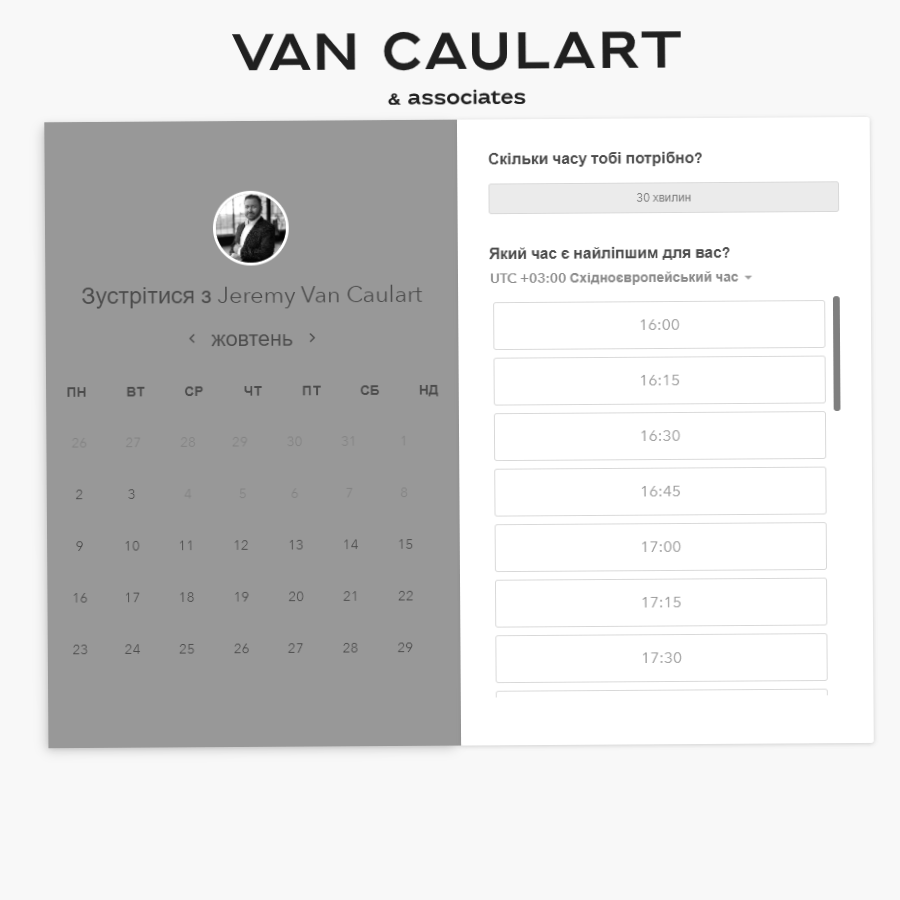 VAN CAULART
& associates
Зустрітися з Jeremy Van Caulart
жовтень
ПН ВТ СР ЧТ ПТ СБ НД
26 27 28 29 30 31 1
2 3 4 5 6 7 8
9 10 11 12 13 14 15
16 17 18 19 20 21 22
23 24 25 26 27 28 29
Скільки часу тобі потрібно?
30 хвилин
Який час є найліпшим для вас?
UTC +03:00 Східноєвропейський час
16:00
16:15
16:30
16:45
17:00
17:15
17:30